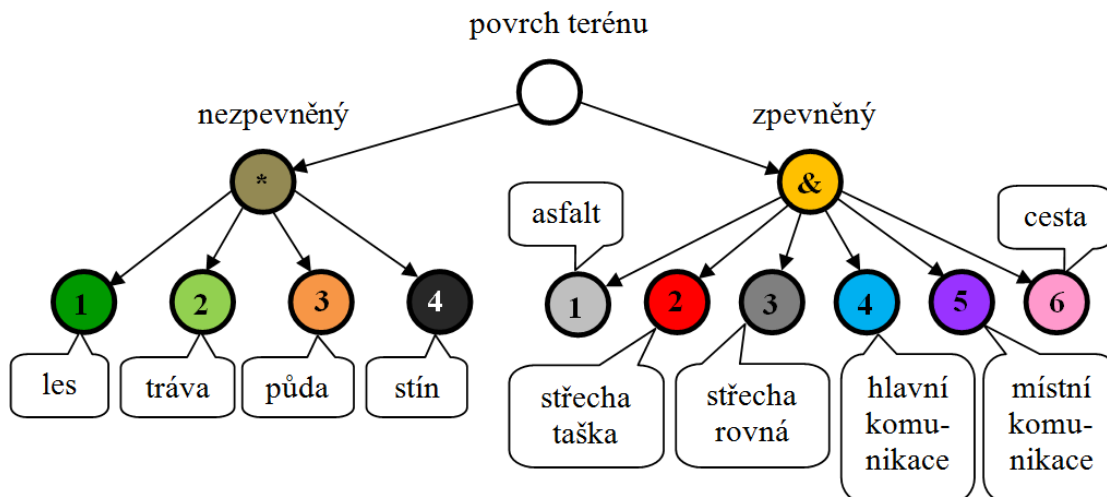 povrch terénu
nezpevněný
zpevněný
*
&
asfalt
cesta
1
2
3
4
1
2
3
4
5
6
les
tráva
půda
stín
střecha
taška
střecha
rovná
hlavní
komu-
nikace
místní
komu-
nikace